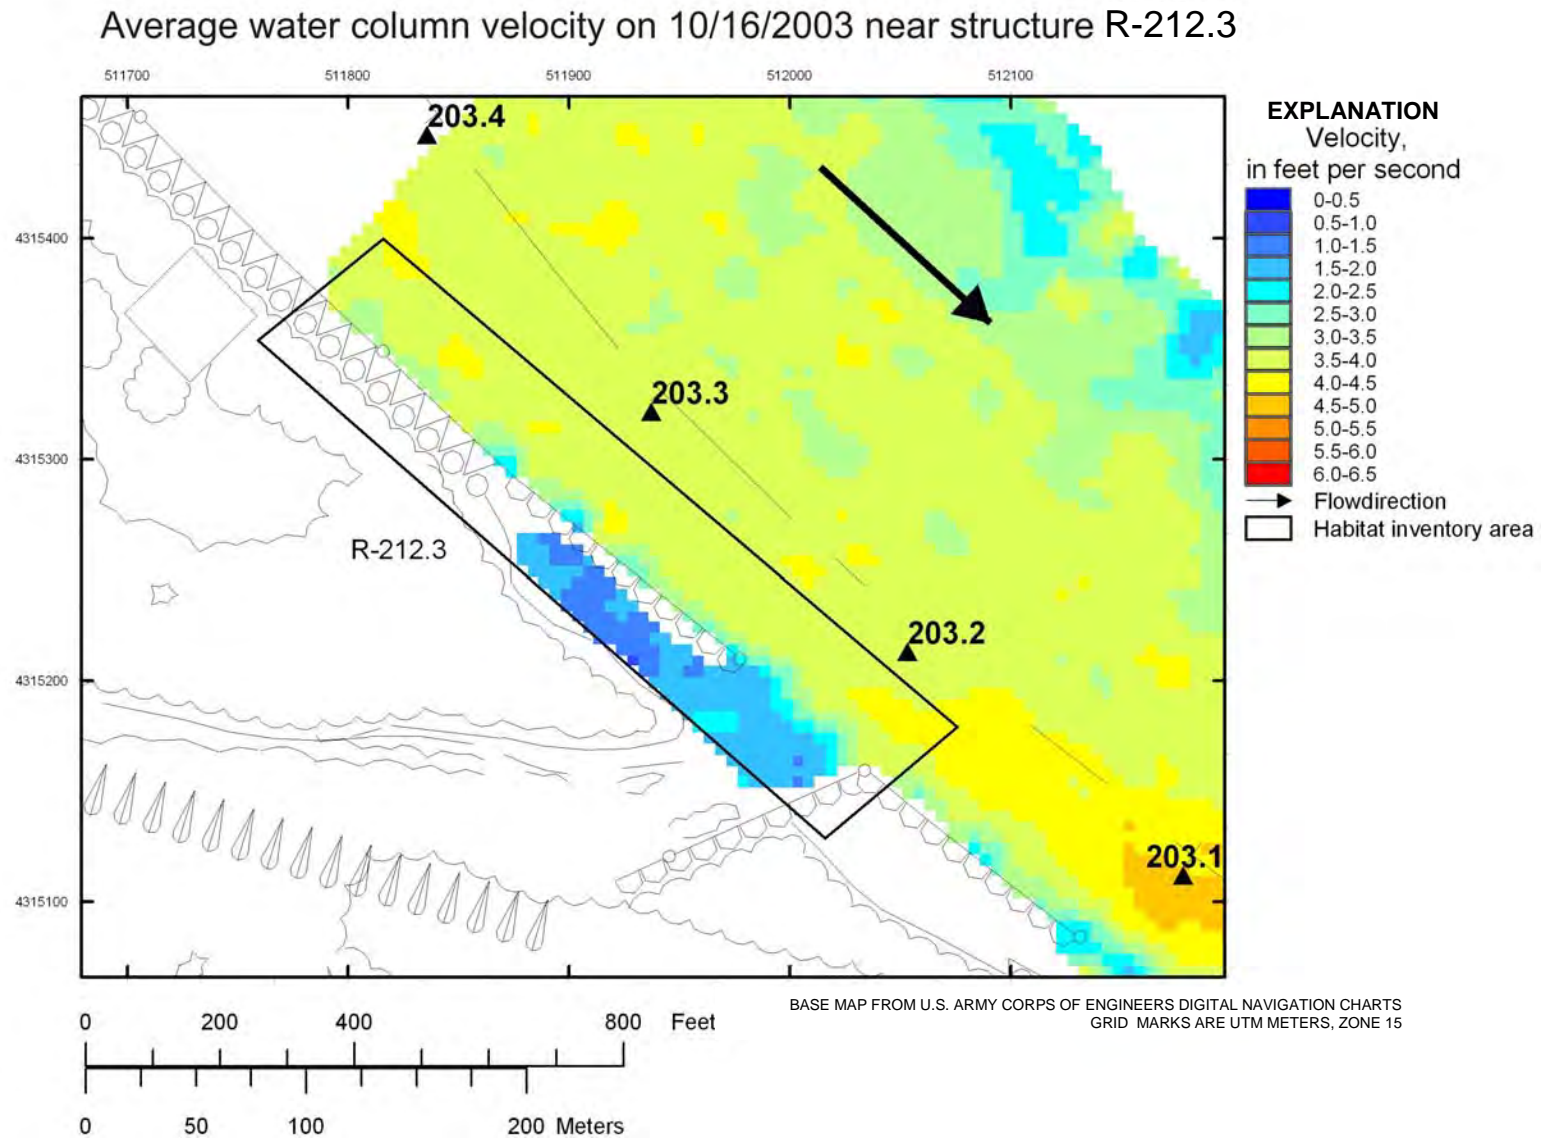 Average water column velocity on 10/16/2003 near structure R-212.3
511700 511800 511900 512000 512100
4315400
4315300
4315200
4315100
203.4
203.3
203.2
203.1
R-212.3
EXPLANATION
Velocity,
in feet per second
0-0.5
0.5-1.0
1.0-1.5
1.5-2.0
2.0-2.5
2.5-3.0
3.0-3.5
3.5-4.0
4.0-4.5
4.5-5.0
5.0-5.5
5.5-6.0
6.0-6.5
Flowdirection
Habitat inventory area
BASE MAP FROM U.S. ARMY CORPS OF ENGINEERS DIGITAL NAVIGATION CHARTS
GRID MARKS ARE UTM METERS, ZONE 15
0 200 400 800 Feet
0 50 100 200 Meters